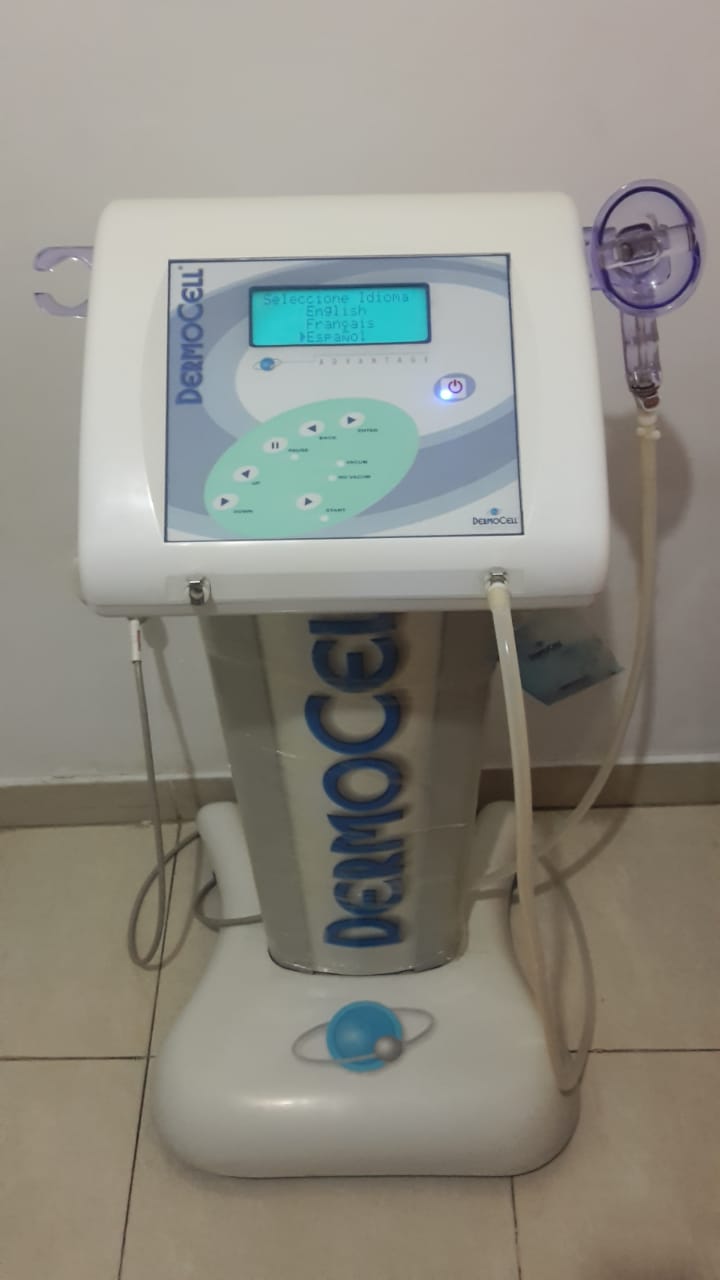 DERMOCELL
Seleccione Idioma
English
Français
Español
ADVANTAGE
ENTER
BACK
PAUSE
VACUM
NO VACUM
UP
DOWN
START
DERMOCELL
DERMOCELL